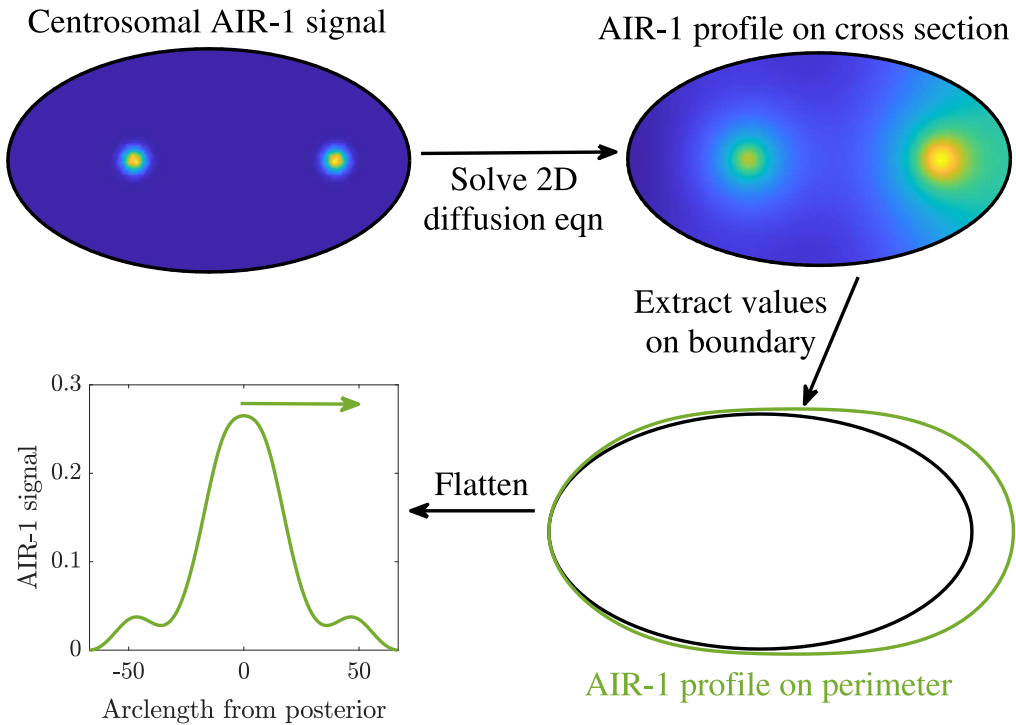 Centrosomal AIR-1 signal
AIR-1 profile on cross section
Solve 2D
diffusion eqn
Extract values
on boundary
0.3
0.2
0.1
0
-50
0
50
AIR-1 signal
Arclength from posterior
Flatten
AIR-1 profile on perimeter